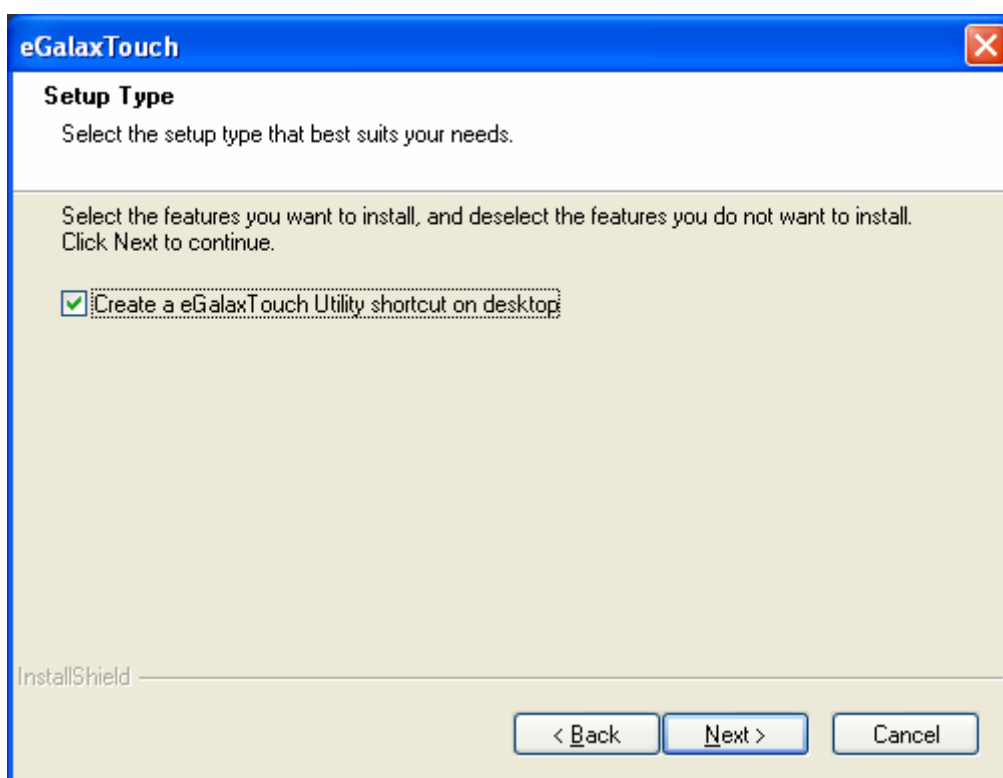 eGalaxTouch
Setup Type
Select the setup type that best suits your needs.
Select the features you want to install, and deselect the features you do not want to install.
Click Next to continue.
Create a eGalaxTouch Utility shortcut on desktop
InstallShield
< Back Next > Cancel